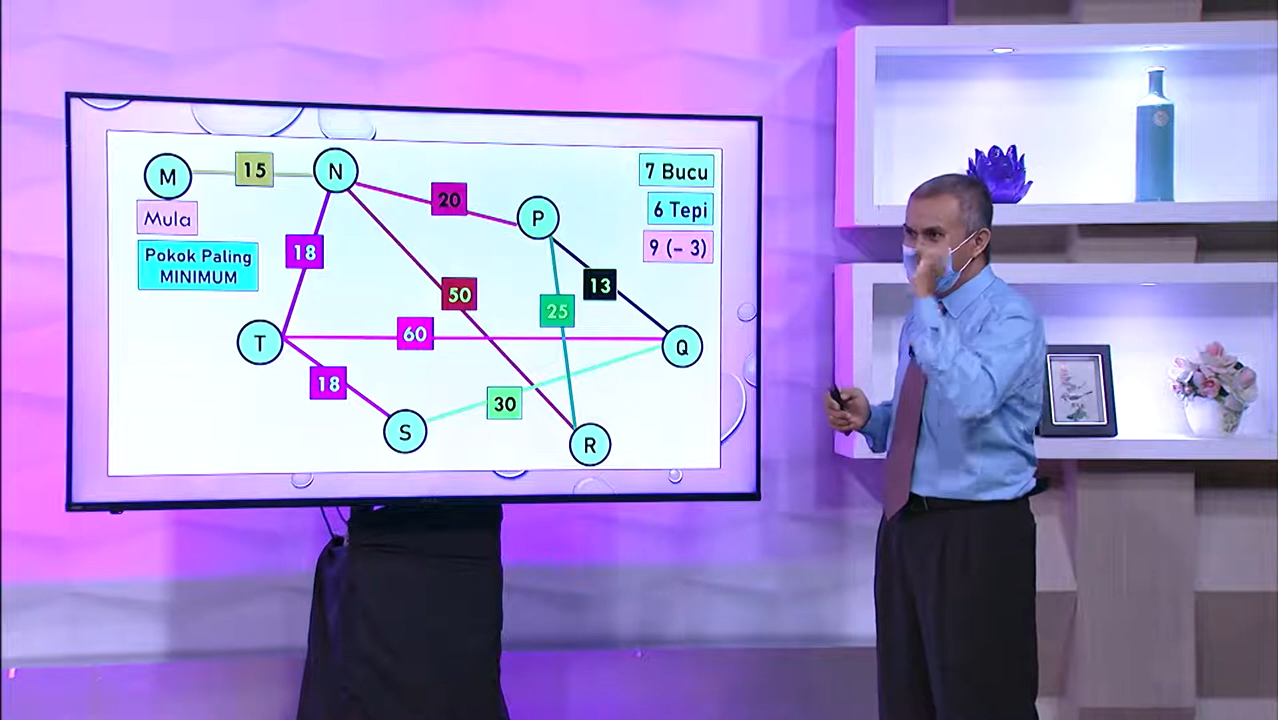 M
15
N
7 Bucu
Mula
20
P
6 Tepi
Pokok Paling
MINIMUM
18
9 (– 3)
50
13
25
T
60
Q
18
30
S
R